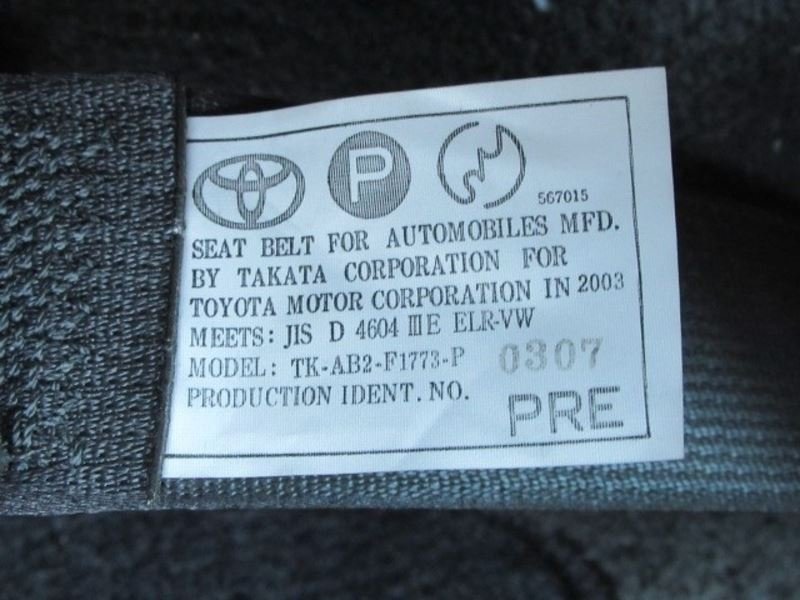 P
567015
SEAT BELT FOR AUTOMOBILES MFD.
BY TAKATA CORPORATION FOR
TOYOTA MOTOR CORPORATION IN 2003
MEETS: JIS D 4604 IIIE ELR-VW
MODEL: TK-AB2-F1773-P 0307
PRODUCTION IDENT. NO.
PRE